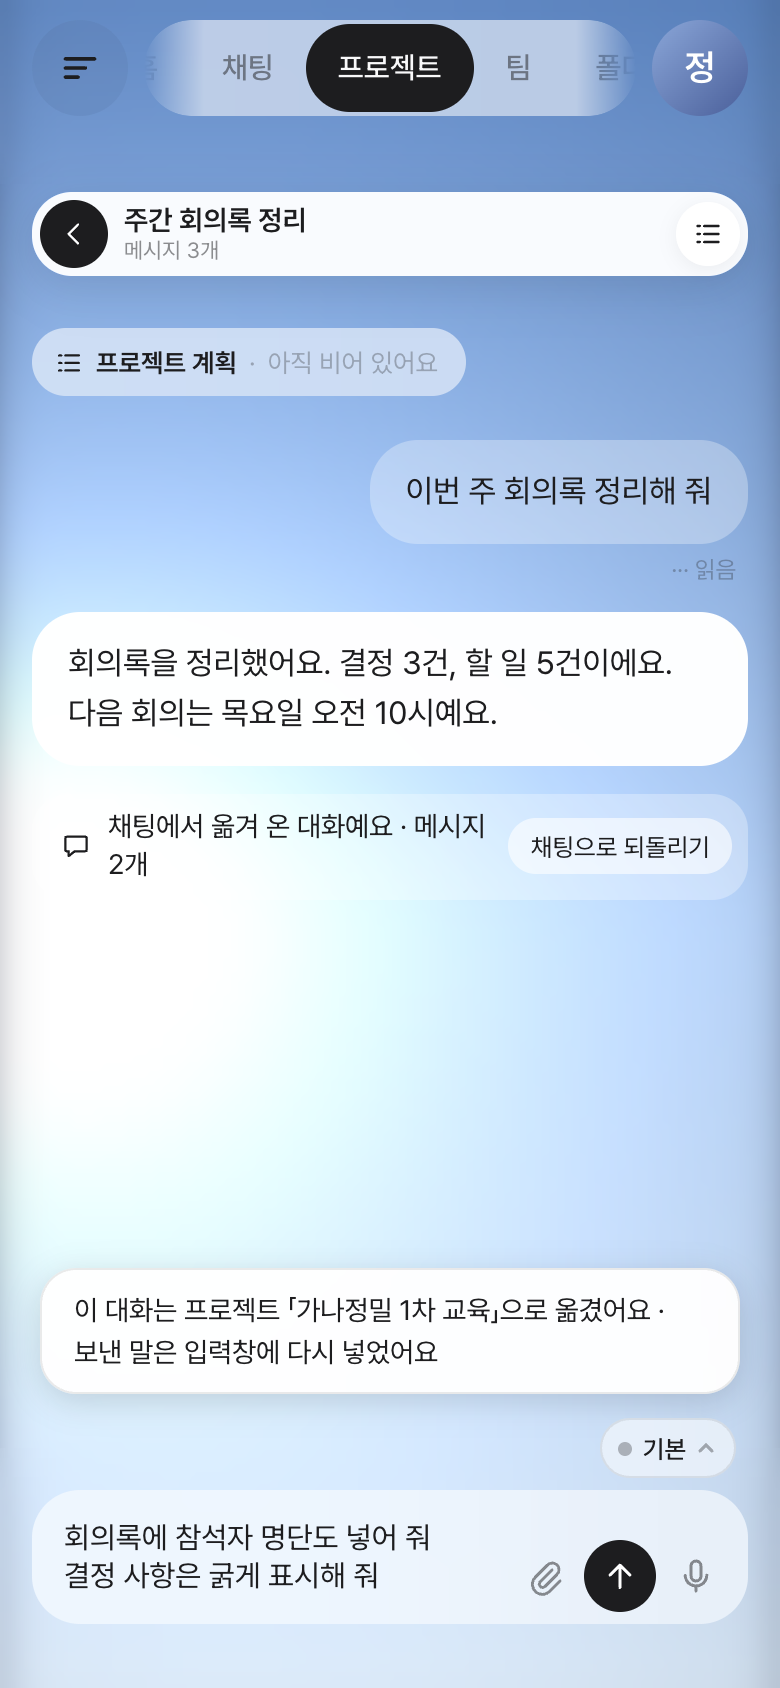 채팅
프로젝트
팀
정
주간 회의록 정리
메시지 3개
프로젝트 계획 · 아직 비어 있어요
이번 주 회의록 정리해 줘
··· 읽음
회의록을 정리했어요. 결정 3건, 할 일 5건이에요.
다음 회의는 목요일 오전 10시예요.
채팅에서 옮겨 온 대화예요 · 메시지
2개
채팅으로 되돌리기
이 대화는 프로젝트 「가나정밀 1차 교육」으로 옮겼어요 ·
보낸 말은 입력창에 다시 넣었어요
기본
회의록에 참석자 명단도 넣어 줘
결정 사항은 굵게 표시해 줘